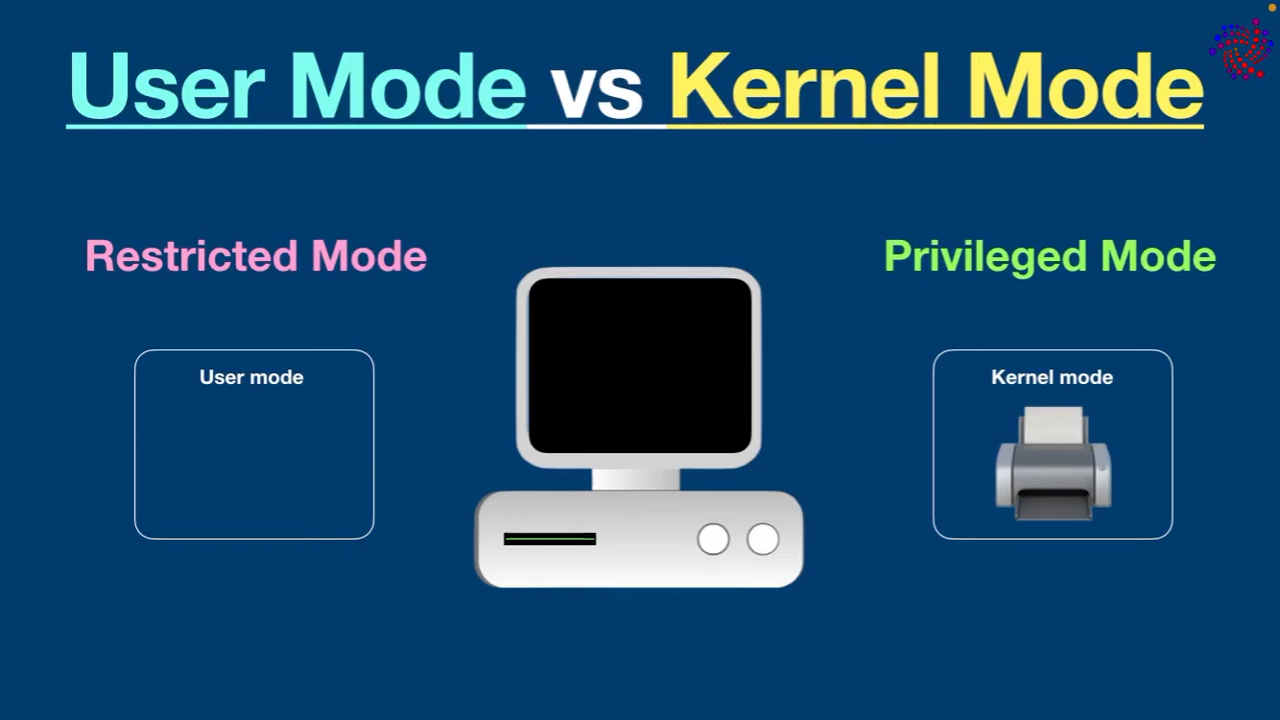 User Mode vs Kernel Mode
Restricted Mode
Privileged Mode
User mode
Kernel mode